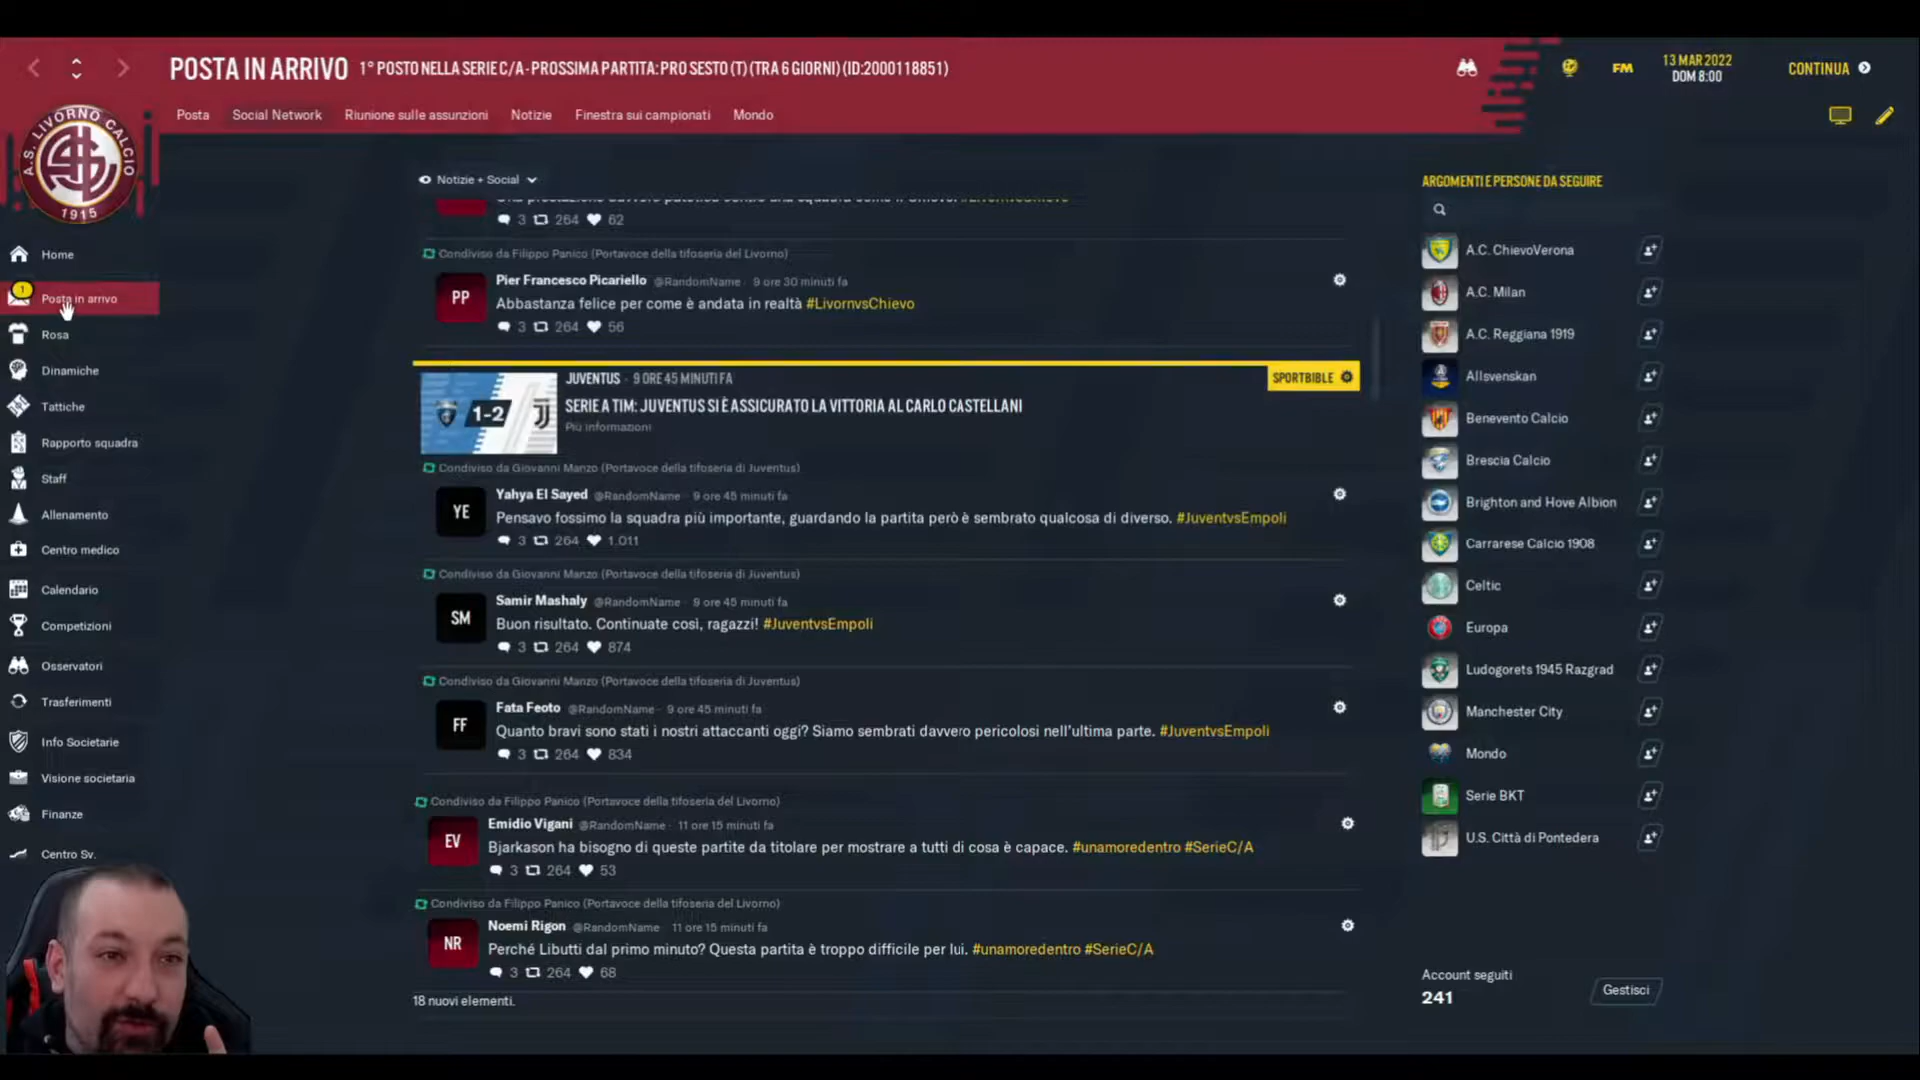 POSTA IN ARRIVO
1° POSTO NELLA SERIE C/A - PROSSIMA PARTITA: PRO SESTO (T) (TRA 6 GIORNI) (ID:2000118851)
FM
13 MAR 2022
DOM 8:00
CONTINUA
Posta
Social Network
Riunione sulle assunzioni
Notizie
Finestra sui campionati
Mondo
A.S. LIVORNO CALCIO
1915
Home
1
Posta in arrivo
Rosa
Dinamiche
Tattiche
Rapporto squadra
Staff
Allenamento
Centro medico
Calendario
Competizioni
Osservatori
Trasferimenti
Info Societarie
Visione societaria
Finanze
Centro Sv.
Notizie + Social
3 264 62
Condiviso da Filippo Panico (Portavoce della tifoseria del Livorno)
PP
Pier Francesco Picariello @RandomName · 9 ore 30 minuti fa
Abbastanza felice per come è andata in realtà #LivornvsChievo
3 264 56
JUVENTUS · 9 ORE 45 MINUTI FA
SPORTBIBLE
1-2
SERIE A TIM: JUVENTUS SI È ASSICURATO LA VITTORIA AL CARLO CASTELLANI
Più informazioni
Condiviso da Giovanni Manzo (Portavoce della tifoseria di Juventus)
YE
Yahya El Sayed @RandomName · 9 ore 45 minuti fa
Pensavo fossimo la squadra più importante, guardando la partita però è sembrato qualcosa di diverso. #JuventvsEmpoli
3 264 1.011
Condiviso da Giovanni Manzo (Portavoce della tifoseria di Juventus)
SM
Samir Mashaly @RandomName · 9 ore 45 minuti fa
Buon risultato. Continuate così, ragazzi! #JuventvsEmpoli
3 264 874
Condiviso da Giovanni Manzo (Portavoce della tifoseria di Juventus)
FF
Fata Feoto @RandomName · 9 ore 45 minuti fa
Quanto bravi sono stati i nostri attaccanti oggi? Siamo sembrati davvero pericolosi nell'ultima parte. #JuventvsEmpoli
3 264 834
Condiviso da Filippo Panico (Portavoce della tifoseria del Livorno)
EV
Emidio Vigani @RandomName · 11 ore 15 minuti fa
Bjarkason ha bisogno di queste partite da titolare per mostrare a tutti di cosa è capace. #unamoredentro #SerieC/A
3 264 53
Condiviso da Filippo Panico (Portavoce della tifoseria del Livorno)
NR
Noemi Rigon @RandomName · 11 ore 15 minuti fa
Perché Libutti dal primo minuto? Questa partita è troppo difficile per lui. #unamoredentro #SerieC/A
3 264 68
18 nuovi elementi.
ARGOMENTI E PERSONE DA SEGUIRE
A.C. ChievoVerona
A.C. Milan
A.C. Reggiana 1919
Allsvenskan
Benevento Calcio
Brescia Calcio
Brighton and Hove Albion
Carrarese Calcio 1908
Celtic
Europa
Ludogorets 1945 Razgrad
Manchester City
Mondo
Serie BKT
U.S. Città di Pontedera
Account seguiti
241
Gestisci